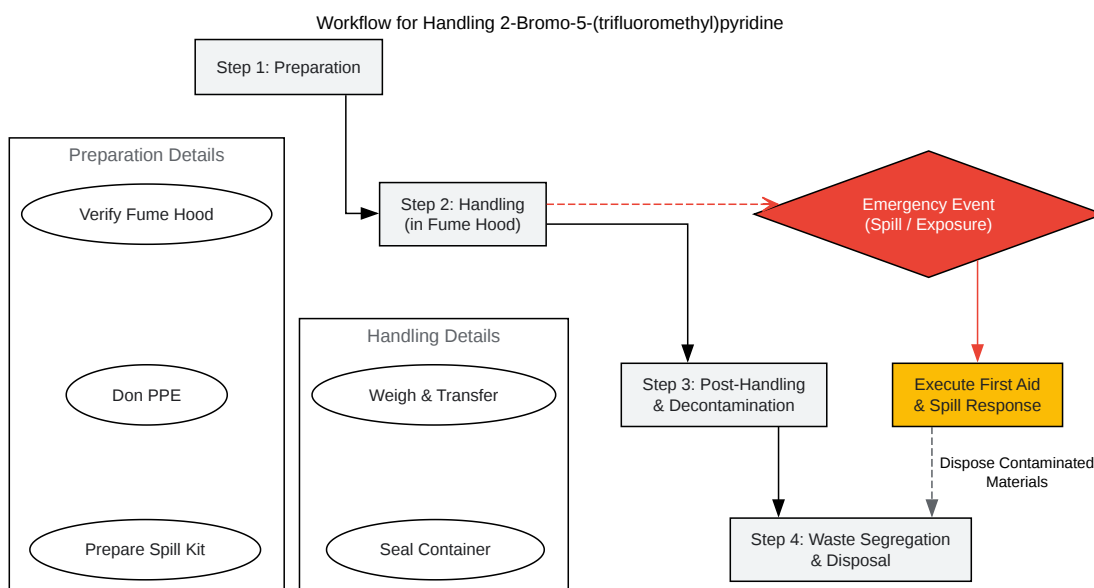 Workflow for Handling 2-Bromo-5-(trifluoromethyl)pyridine
Step 1: Preparation
Preparation Details
Verify Fume Hood
Don PPE
Prepare Spill Kit
Step 2: Handling
(in Fume Hood)
Handling Details
Weigh & Transfer
Seal Container
Emergency Event
(Spill / Exposure)
Step 3: Post-Handling
& Decontamination
Execute First Aid
& Spill Response
Dispose Contaminated
Materials
Step 4: Waste Segregation
& Disposal